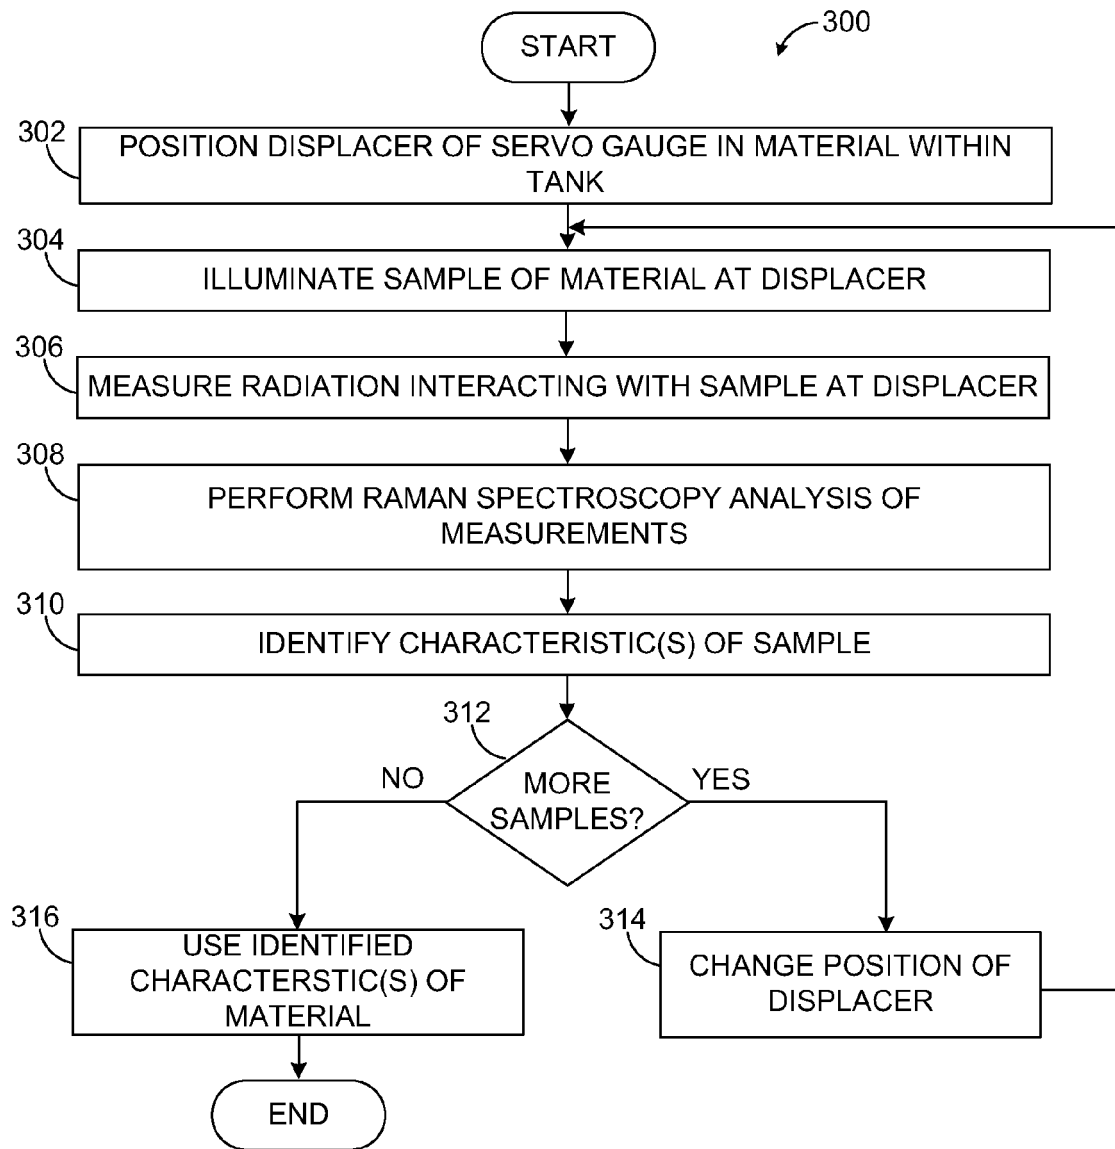 START
300
302
POSITION DISPLACER OF SERVO GAUGE IN MATERIAL WITHIN
TANK
304
ILLUMINATE SAMPLE OF MATERIAL AT DISPLACER
306
MEASURE RADIATION INTERACTING WITH SAMPLE AT DISPLACER
308
PERFORM RAMAN SPECTROSCOPY ANALYSIS OF
MEASUREMENTS
310
IDENTIFY CHARACTERISTIC(S) OF SAMPLE
312
NO
MORE
SAMPLES?
YES
316
USE IDENTIFIED
CHARACTERSTIC(S) OF
MATERIAL
314
CHANGE POSITION OF
DISPLACER
END